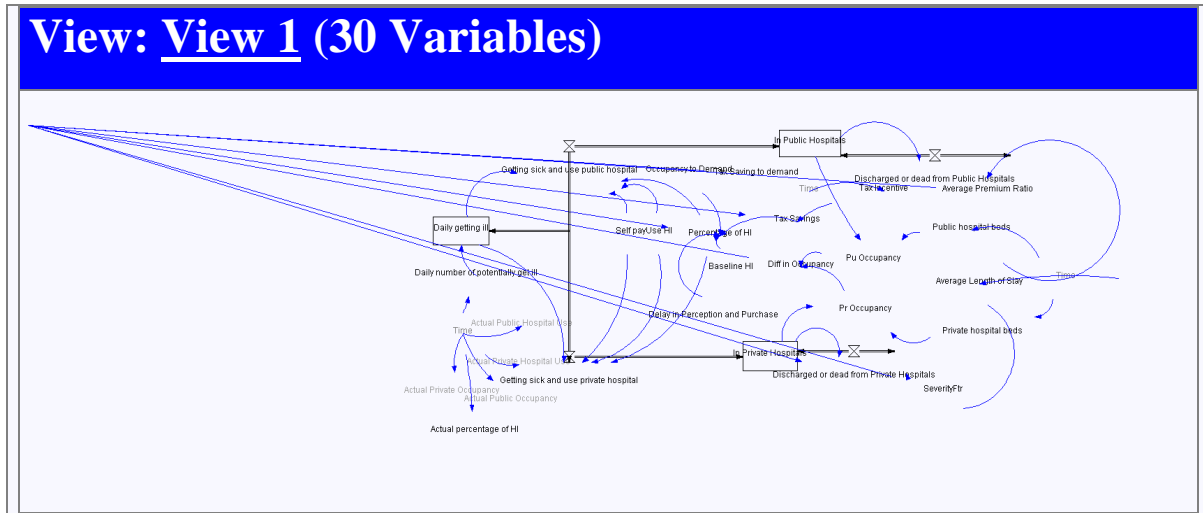 View: View 1 (30 Variables)
In Public Hospitals
Getting sick and use public hospital
Occupancy to Demand
Tax Saving to demand
Discharged or dead from Public Hospitals
Time
Tax Incentive
Average Premium Ratio
Daily getting ill
Self pay
Use HI
Percentage of HI
Tax Savings
Public hospital beds
Baseline HI
Diff in Occupancy
Pu Occupancy
Daily number of potentially get ill
Average Length of Stay
Time
Delay in Perception and Purchase
Pr Occupancy
Actual Public Hospital Use
Time
Private hospital beds
In Private Hospitals
Actual Private Hospital Use
Getting sick and use private hospital
Discharged or dead from Private Hospitals
SeverityFtr
Actual Private Occupancy
Actual Public Occupancy
Actual percentage of HI